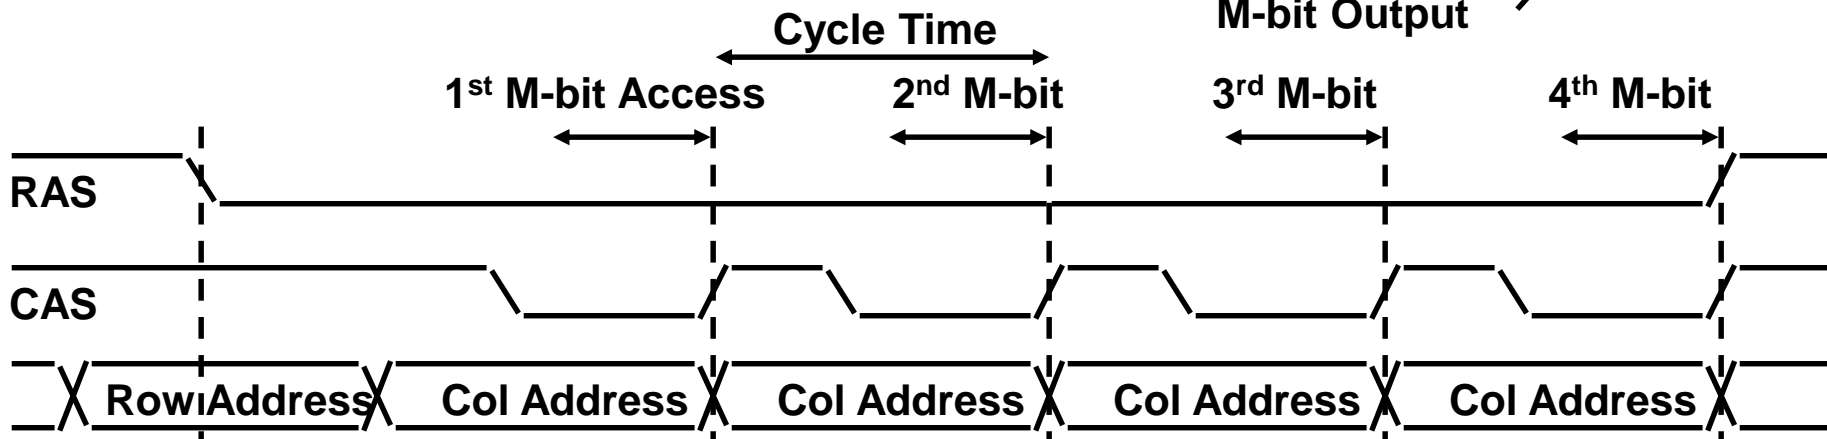 M-bit Output
Cycle Time
1st M-bit Access 2nd M-bit 3rd M-bit 4th M-bit
RAS
CAS
Row Address Col Address Col Address Col Address Col Address